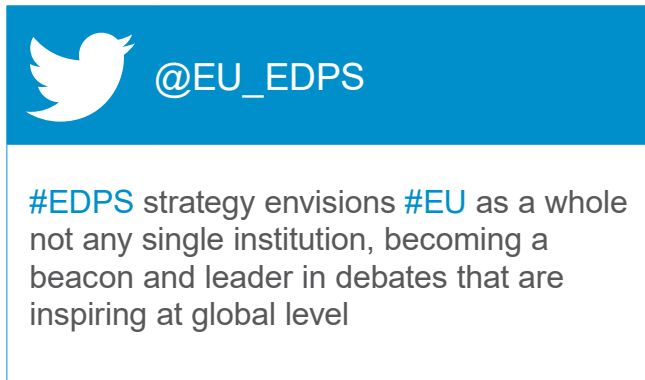 @EU_EDPS
#EDPS strategy envisions #EU as a whole
not any single institution, becoming a
beacon and leader in debates that are
inspiring at global level